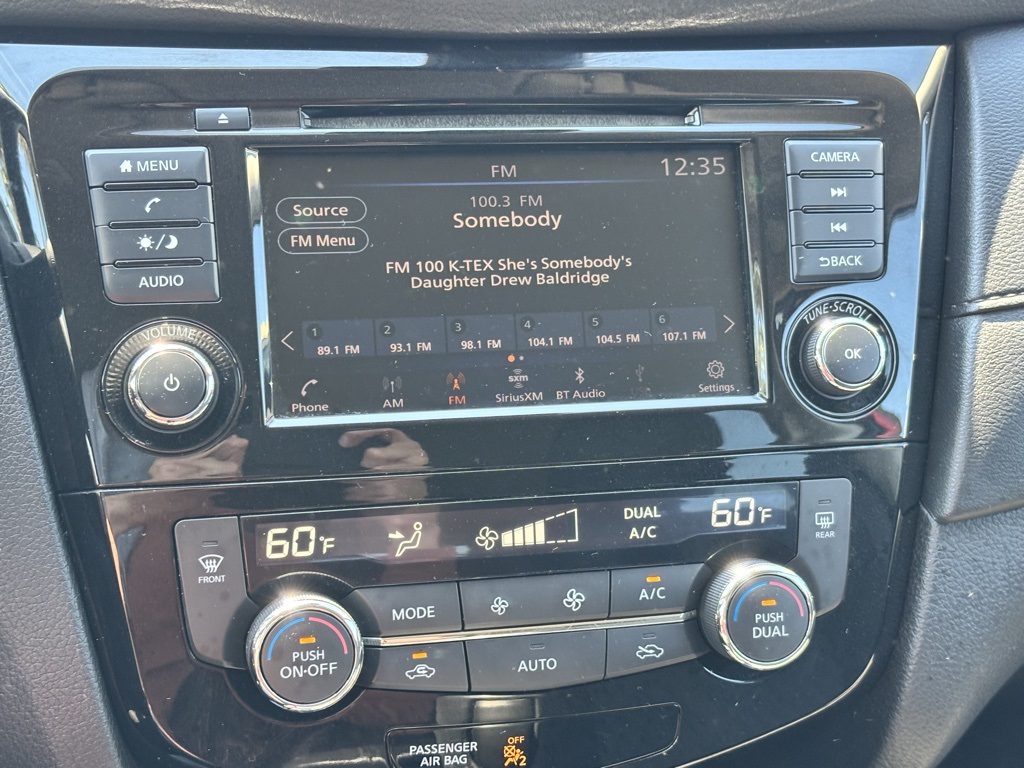 FM
12:35
MENU
CAMERA
Source
100.3 FM
Somebody
FM Menu
FM 100 K-TEX She's Somebody's
Daughter Drew Baldridge
BACK
AUDIO
VOLUME
TUNE·SCROLL
OK
1 2 3 4 5 6
89.1 FM 93.1 FM 98.1 FM 104.1 FM 104.5 FM 107.1 FM
Phone
AM
FM
sxm
SiriusXM
BT Audio
Settings
60°F
DUAL
A/C
60°F
FRONT
REAR
MODE
A/C
PUSH
ON·OFF
AUTO
PUSH
DUAL
PASSENGER
AIR BAG
OFF
2